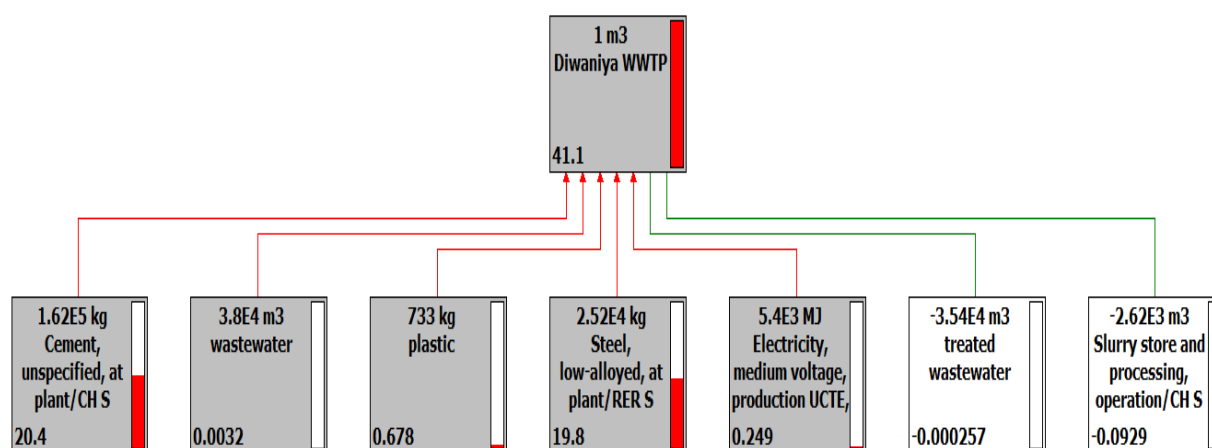 1 m3
Diwaniya WWTP
41.1
1.62E5 kg
Cement,
unspecified, at
plant/CH S
20.4
3.8E4 m3
wastewater
0.0032
733 kg
plastic
0.678
2.52E4 kg
Steel,
low-alloyed, at
plant/RER S
19.8
5.4E3 MJ
Electricity,
medium voltage,
production UCTE,
0.249
-3.54E4 m3
treated
wastewater
-0.000257
-2.62E3 m3
Slurry store and
processing,
operation/CH S
-0.0929